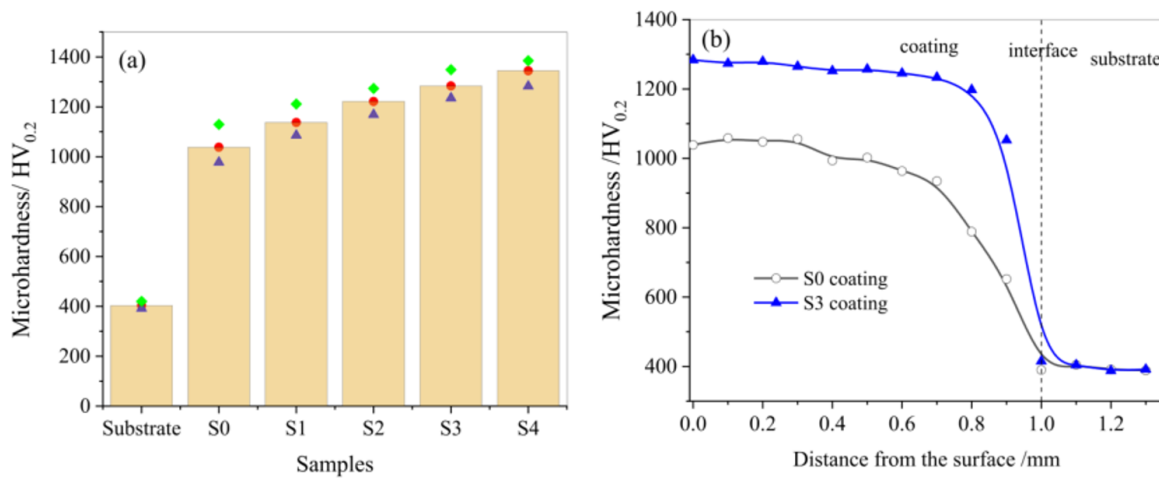 (a)
Microhardness/ HV0.2
1400
1200
1000
800
600
400
200
0
Substrate S0 S1 S2 S3 S4
Samples
(b)
Microhardness /HV0.2
1400
1200
1000
800
600
400
coating interface substrate
S0 coating
S3 coating
0.0 0.2 0.4 0.6 0.8 1.0 1.2
Distance from the surface /mm